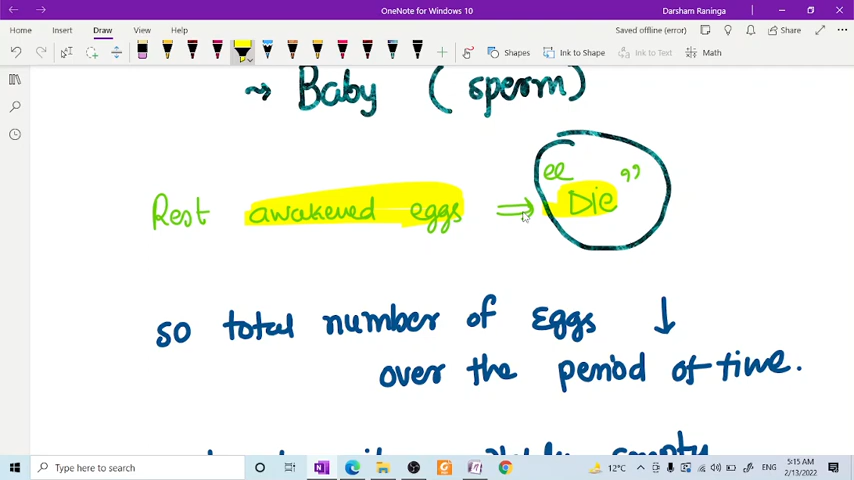 OneNote for Windows 10
Darsham Raninga
Home Insert Draw View Help
Saved offline (error) Share
Shapes Ink to Shape Ink to Text Math
~> Baby (sperm)
Rest awakened eggs ⇒ "Die"
so total number of eggs ↓
over the period of time.
empty
Type here to search
12°C ENG 5:15 AM
2/13/2022